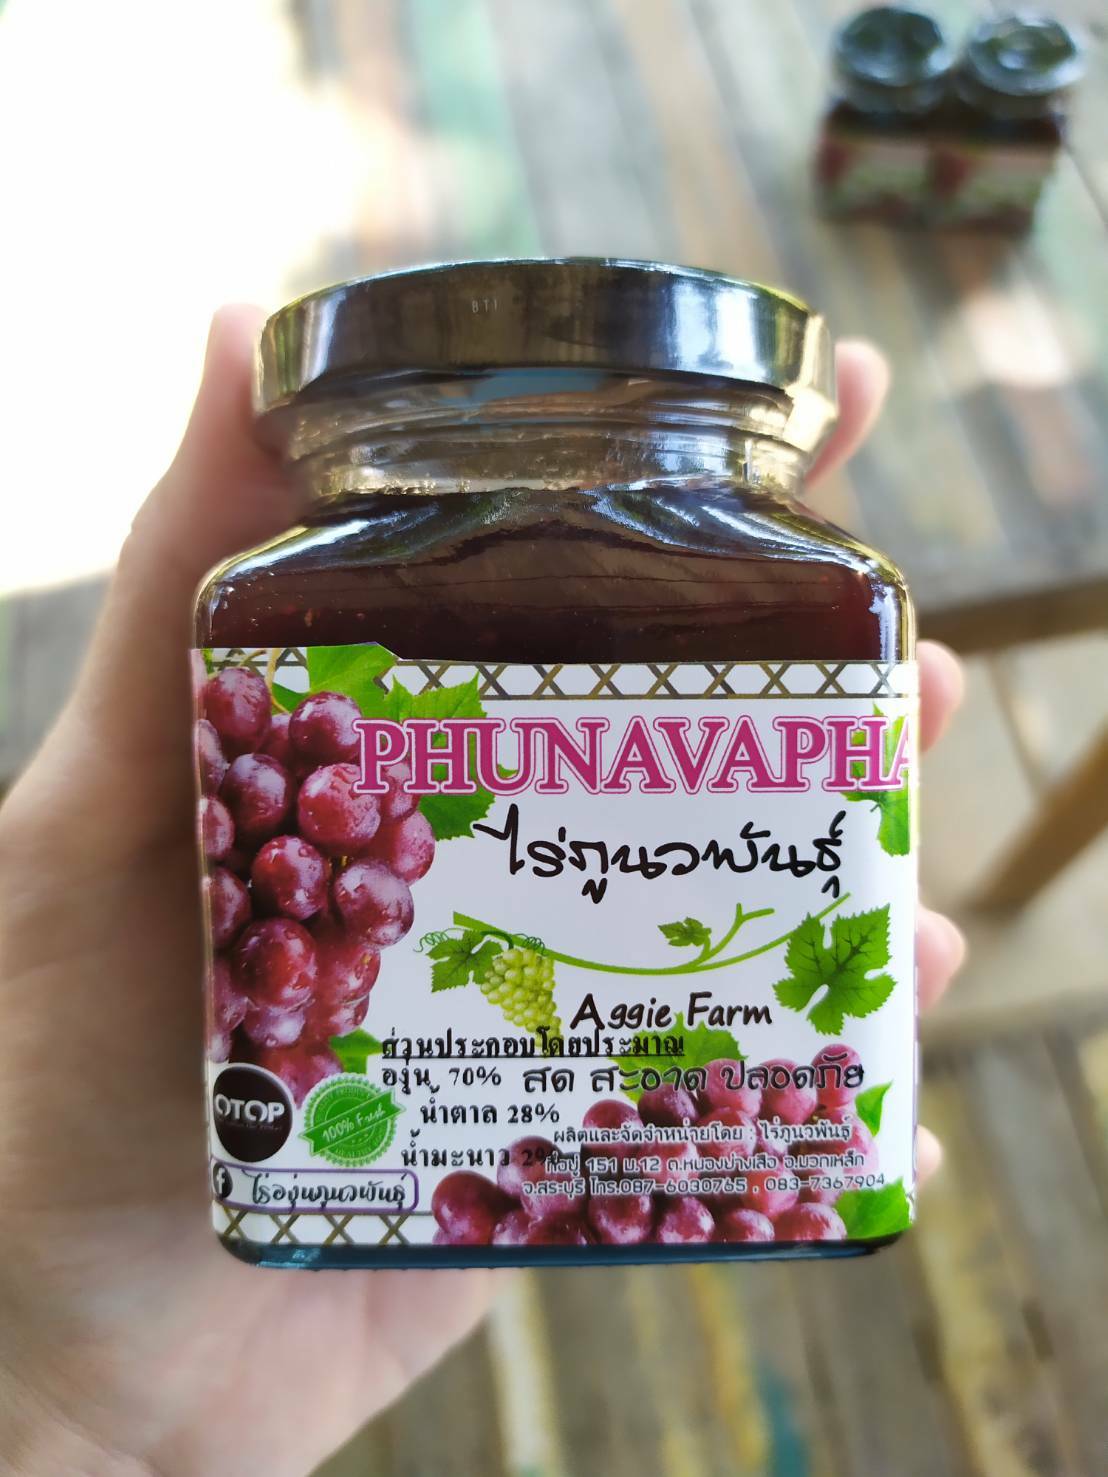 BTI
PHUNAVAPHA
ไร่ภูนวพันธุ์
Aggie Farm
ส่วนประกอบโดยประมาณ
องุ่น 70% สด สะอาด ปลอดภัย
น้ำตาล 28%
น้ำมะนาว 2%
OTOP
100% Fruit
ผลิตและจัดจำหน่ายโดย : ไร่ภูนวพันธุ์
ที่อยู่ 151 ม.12 ต.หนองย่างเสือ อ.มวกเหล็ก
จ.สระบุรี โทร.087-6030765 , 083-7367904
f ไร่องุ่นภูนวพันธุ์